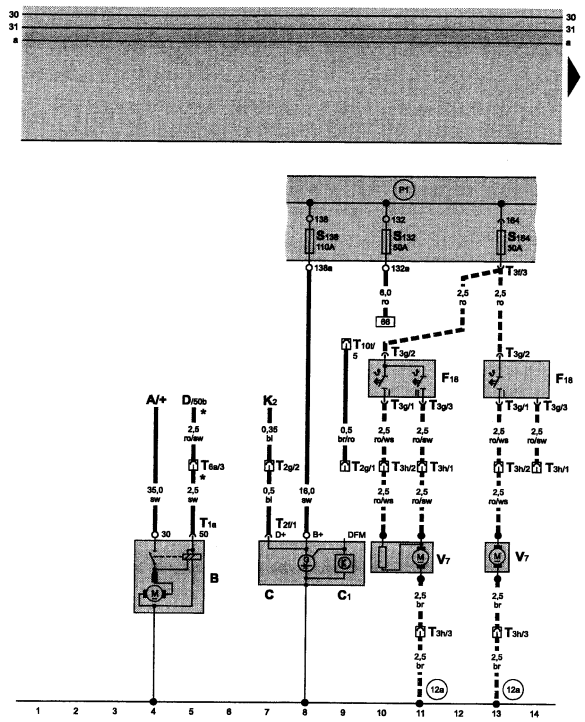 30 30
31 31
a a
P1
136 132 164
S136 S132 S164
110A 50A 50A
136a 132a T3f/3
6,0 2,5 2,5
ro ro ro
66
T10t/ T3g/2 T3g/2
5
F18 F18
A/+ D/50b K2 T3g/1 T3g/3 T3g/1 T3g/3
*
2,5 0,35 0,5 2,5 2,5 2,5 2,5
ro/sw bl br/ro ro/ws ro/sw ro/ws ro/sw
T6a/3 T2g/2 T2g/1 T3h/2 T3h/1 T3h/2 T3h/1
*
35,0 2,5 0,5 16,0 2,5 2,5 2,5
sw sw bl sw ro/ws ro/sw ro/ws
T1a T2f/1
30 50 D+ B+ DFM
M M M
B V7 V7
C C1
2,5 2,5
br br
T3h/3 T3h/3
2,5 2,5
br br
12a 12a
1 2 3 4 5 6 7 8 9 10 11 12 13 14